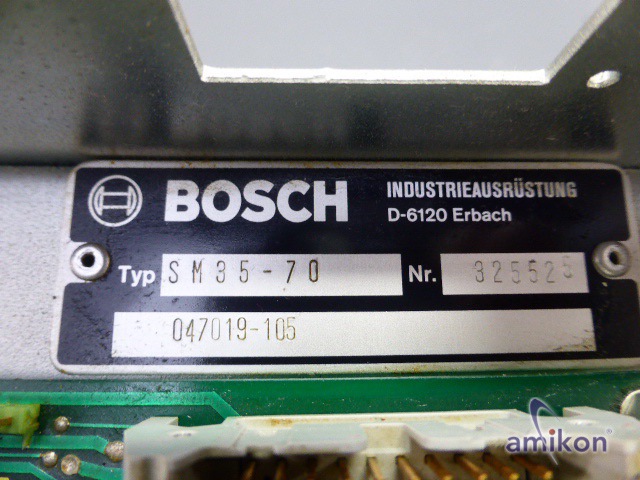 BOSCH INDUSTRIEAUSRÜSTUNG
D-6120 Erbach
Typ SM35-70 Nr. 325525
047019-105
amikon